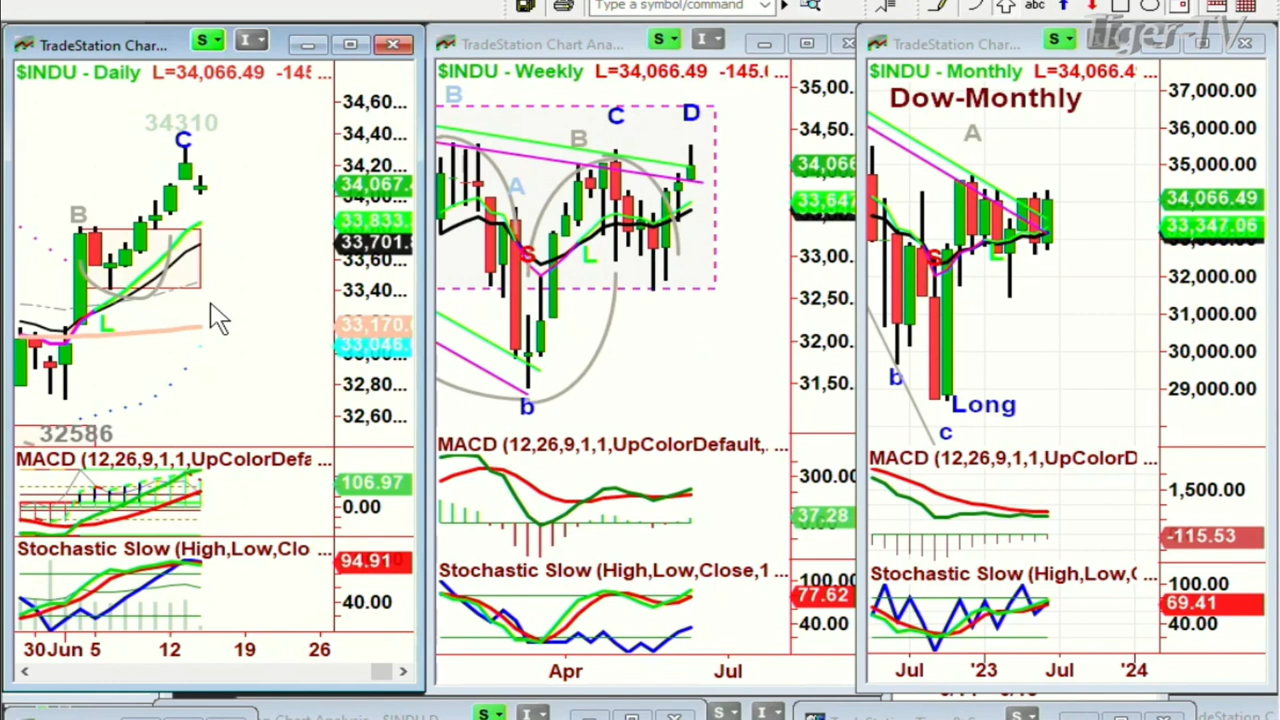 Type a symbol/command
abc
Tiger-TV
TradeStation Char...
S
I
$INDU - Daily L=34,066.49 -145 ...
34310
C
B
L
32586
34,60...
34,40...
34,20...
34,067.
34,00...
33,833
33,701.
33,60...
33,40...
33,170.
33,046.
32,80...
32,60...
MACD (12,26,9,1,1,UpColorDefa ...
106.97
0.00
Stochastic Slow (High,Low,Clo ...
94.91
40.00
30 Jun 5 12 19 26
TradeStation Chart Ana...
S
I
$INDU - Weekly L=34,066.49 -145.( ...
B
C
D
B
A
S
L
b
35,00...
34,50...
34,066
33,647
33,00...
32,50...
32,00...
31,50...
MACD (12,26,9,1,1,UpColorDefault, ...
300.00
37.28
Stochastic Slow (High,Low,Close,1 ...
100.00
77.62
40.00
Apr Jul
TradeStation Char...
S
$INDU - Monthly L=34,066.4 ...
Dow-Monthly
A
S
L
b
Long
c
37,000.00
36,000.00
35,000.00
34,066.49
33,347.06
32,000.00
31,000.00
30,000.00
29,000.00
MACD (12,26,9,1,1,UpColorD ...
1,500.00
-115.53
Stochastic Slow (High,Low,C ...
100.00
69.41
40.00
Jul '23 Jul '24
S
I
S
I
S